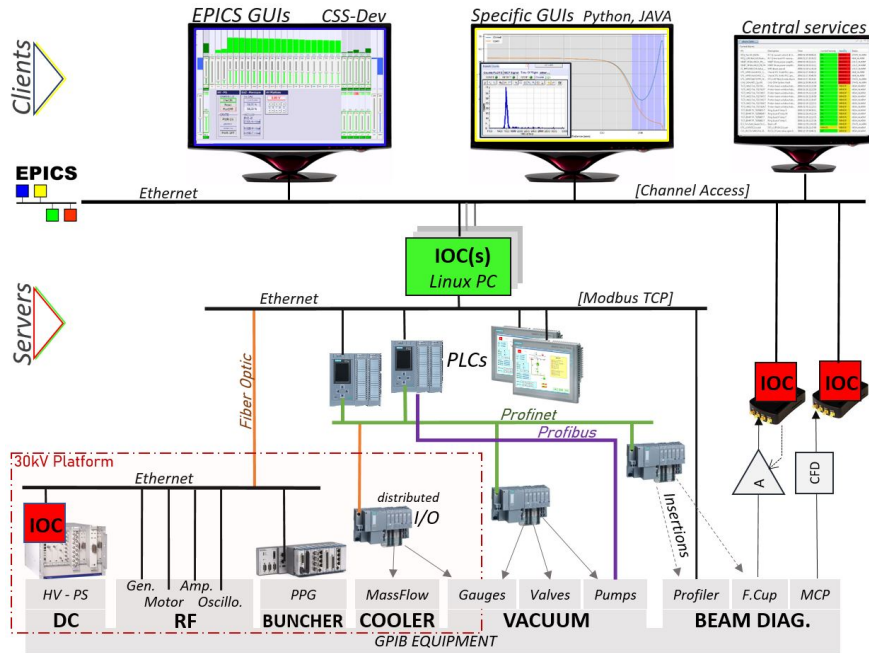 EPICS GUIs CSS-Dev
Specific GUIs Python, JAVA
Central services
Clients
EPICS
Ethernet
[Channel Access]
IOC(s)
Linux PC
Servers
Ethernet
[Modbus TCP]
PLCs
Fiber Optic
Profinet
Profibus
IOC
IOC
30kV Platform
Ethernet
distributed
I/O
Insertions
A
CFD
IOC
Gen.
Motor
Amp.
Oscillo.
HV - PS
PPG
MassFlow
Gauges
Valves
Pumps
Profiler
F.Cup
MCP
DC
RF
BUNCHER
COOLER
VACUUM
BEAM DIAG.
GPIB EQUIPMENT